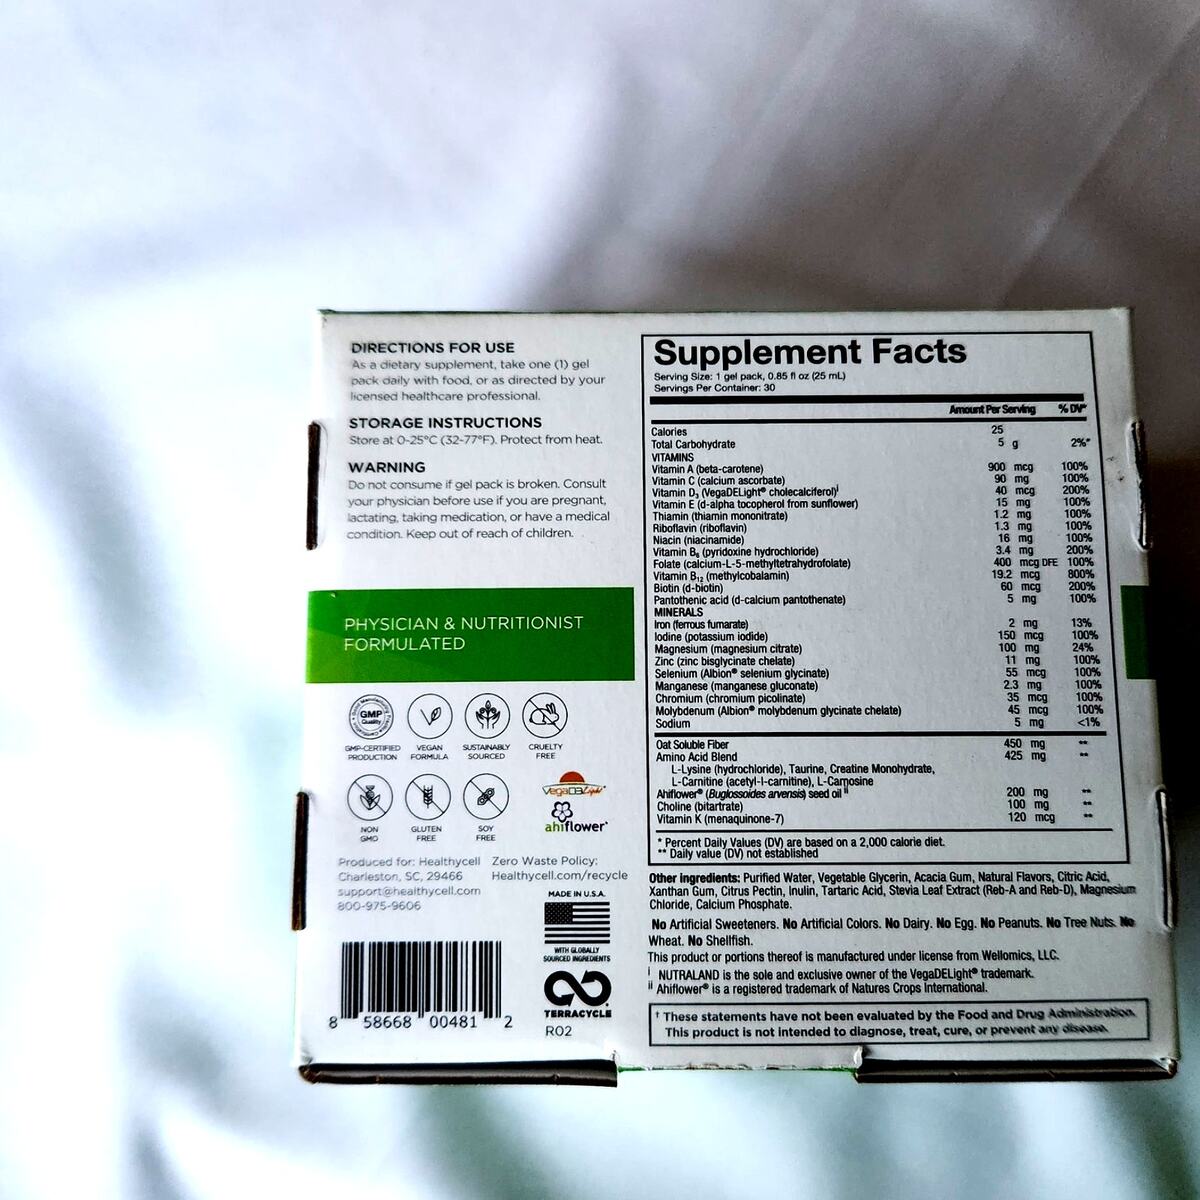 DIRECTIONS FOR USE
As a dietary supplement, take one (1) gel
pack daily with food, or as directed by your
licensed healthcare professional.
STORAGE INSTRUCTIONS
Store at 0-25°C (32-77°F). Protect from heat.
WARNING
Do not consume if gel pack is broken. Consult
your physician before use if you are pregnant,
lactating, taking medication, or have a medical
condition. Keep out of reach of children.
PHYSICIAN & NUTRITIONIST
FORMULATED
GMP
Quality
GMP-CERTIFIED
PRODUCTION
VEGAN
FORMULA
SUSTAINABLY
SOURCED
CRUELTY
FREE
NON
GMO
GLUTEN
FREE
SOY
FREE
VegaD3Light
ahiflower
Produced for: Healthycell
Charleston, SC, 29466
support@healthycell.com
800-975-9606
Zero Waste Policy:
Healthycell.com/recycle
MADE IN U.S.A.
WITH GLOBALLY
SOURCED INGREDIENTS
TERRACYCLE
R02
8 58668 00481 2
Supplement Facts
Serving Size: 1 gel pack, 0.85 fl oz (25 mL)
Servings Per Container: 30
Amount Per Serving % DV*
Calories 25
Total Carbohydrate 5 g 2%*
VITAMINS
Vitamin A (beta-carotene) 900 mcg 100%
Vitamin C (calcium ascorbate) 90 mg 100%
Vitamin D3 (VegaDELight® cholecalciferol)i 40 mcg 200%
Vitamin E (d-alpha tocopherol from sunflower) 15 mg 100%
Thiamin (thiamin mononitrate) 1.2 mg 100%
Riboflavin (riboflavin) 1.3 mg 100%
Niacin (niacinamide) 16 mg 100%
Vitamin B6 (pyridoxine hydrochloride) 3.4 mg 200%
Folate (calcium-L-5-methyltetrahydrofolate) 400 mcg DFE 100%
Vitamin B12 (methylcobalamin) 19.2 mcg 800%
Biotin (d-biotin) 60 mcg 200%
Pantothenic acid (d-calcium pantothenate) 5 mg 100%
MINERALS
Iron (ferrous fumarate) 2 mg 13%
Iodine (potassium iodide) 150 mcg 100%
Magnesium (magnesium citrate) 100 mg 24%
Zinc (zinc bisglycinate chelate) 11 mg 100%
Selenium (Albion® selenium glycinate) 55 mcg 100%
Manganese (manganese gluconate) 2.3 mg 100%
Chromium (chromium picolinate) 35 mcg 100%
Molybdenum (Albion® molybdenum glycinate chelate) 45 mcg 100%
Sodium 5 mg <1%
Oat Soluble Fiber 450 mg **
Amino Acid Blend 425 mg **
L-Lysine (hydrochloride), Taurine, Creatine Monohydrate,
L-Carnitine (acetyl-l-carnitine), L-Carnosine
Ahiflower® (Buglossoides arvensis) seed oil ii 200 mg **
Choline (bitartrate) 100 mg **
Vitamin K (menaquinone-7) 120 mcg **
* Percent Daily Values (DV) are based on a 2,000 calorie diet.
** Daily value (DV) not established
Other Ingredients: Purified Water, Vegetable Glycerin, Acacia Gum, Natural Flavors, Citric Acid,
Xanthan Gum, Citrus Pectin, Inulin, Tartaric Acid, Stevia Leaf Extract (Reb-A and Reb-D), Magnesium
Chloride, Calcium Phosphate.
No Artificial Sweeteners. No Artificial Colors. No Dairy. No Egg. No Peanuts. No Tree Nuts. No
Wheat. No Shellfish.
This product or portions thereof is manufactured under license from Wellomics, LLC.
i NUTRALAND is the sole and exclusive owner of the VegaDELight® trademark.
ii Ahiflower® is a registered trademark of Natures Crops International.
† These statements have not been evaluated by the Food and Drug Administration.
This product is not intended to diagnose, treat, cure, or prevent any disease.